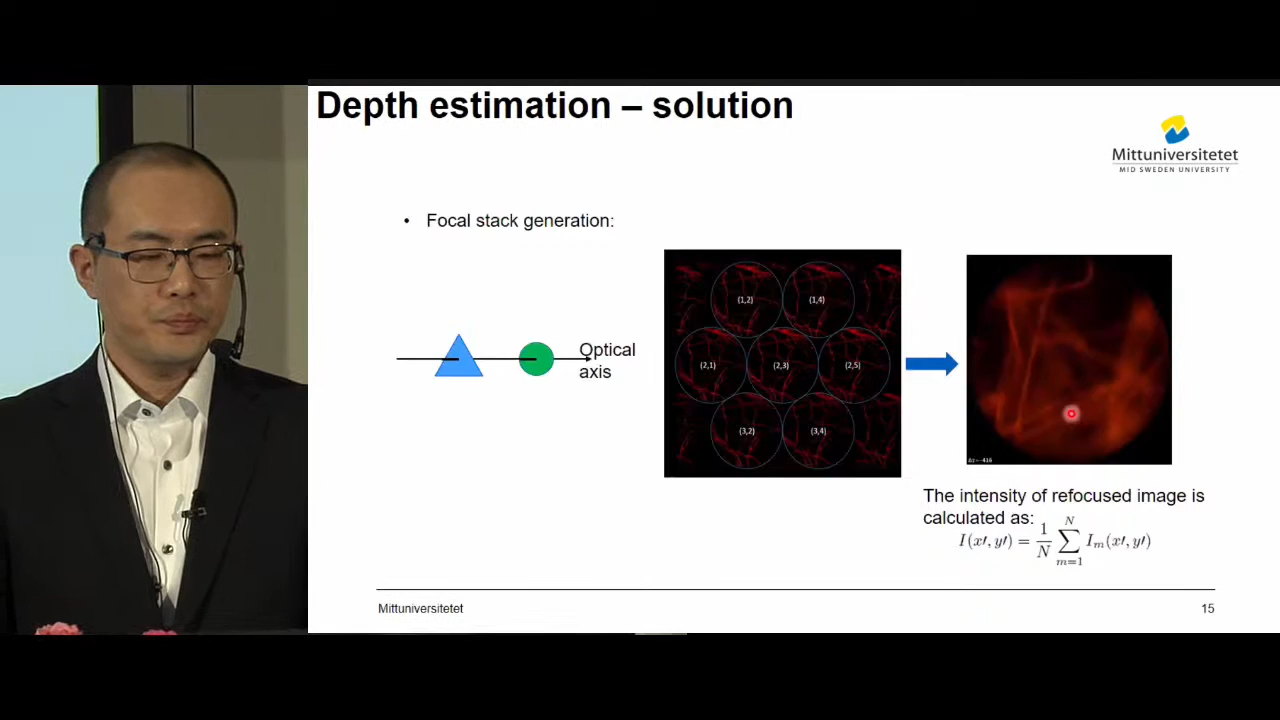 Depth estimation – solution
Mittuniversitetet
MID SWEDEN UNIVERSITY
• Focal stack generation:
Optical
axis
(1,2)
(1,4)
(2,1)
(2,3)
(2,5)
(3,2)
(3,4)
Δz=-416
The intensity of refocused image is
calculated as:
I(x′, y′) = 1/N ∑_{m=1}^{N} I_m(x′, y′)
Mittuniversitetet
15